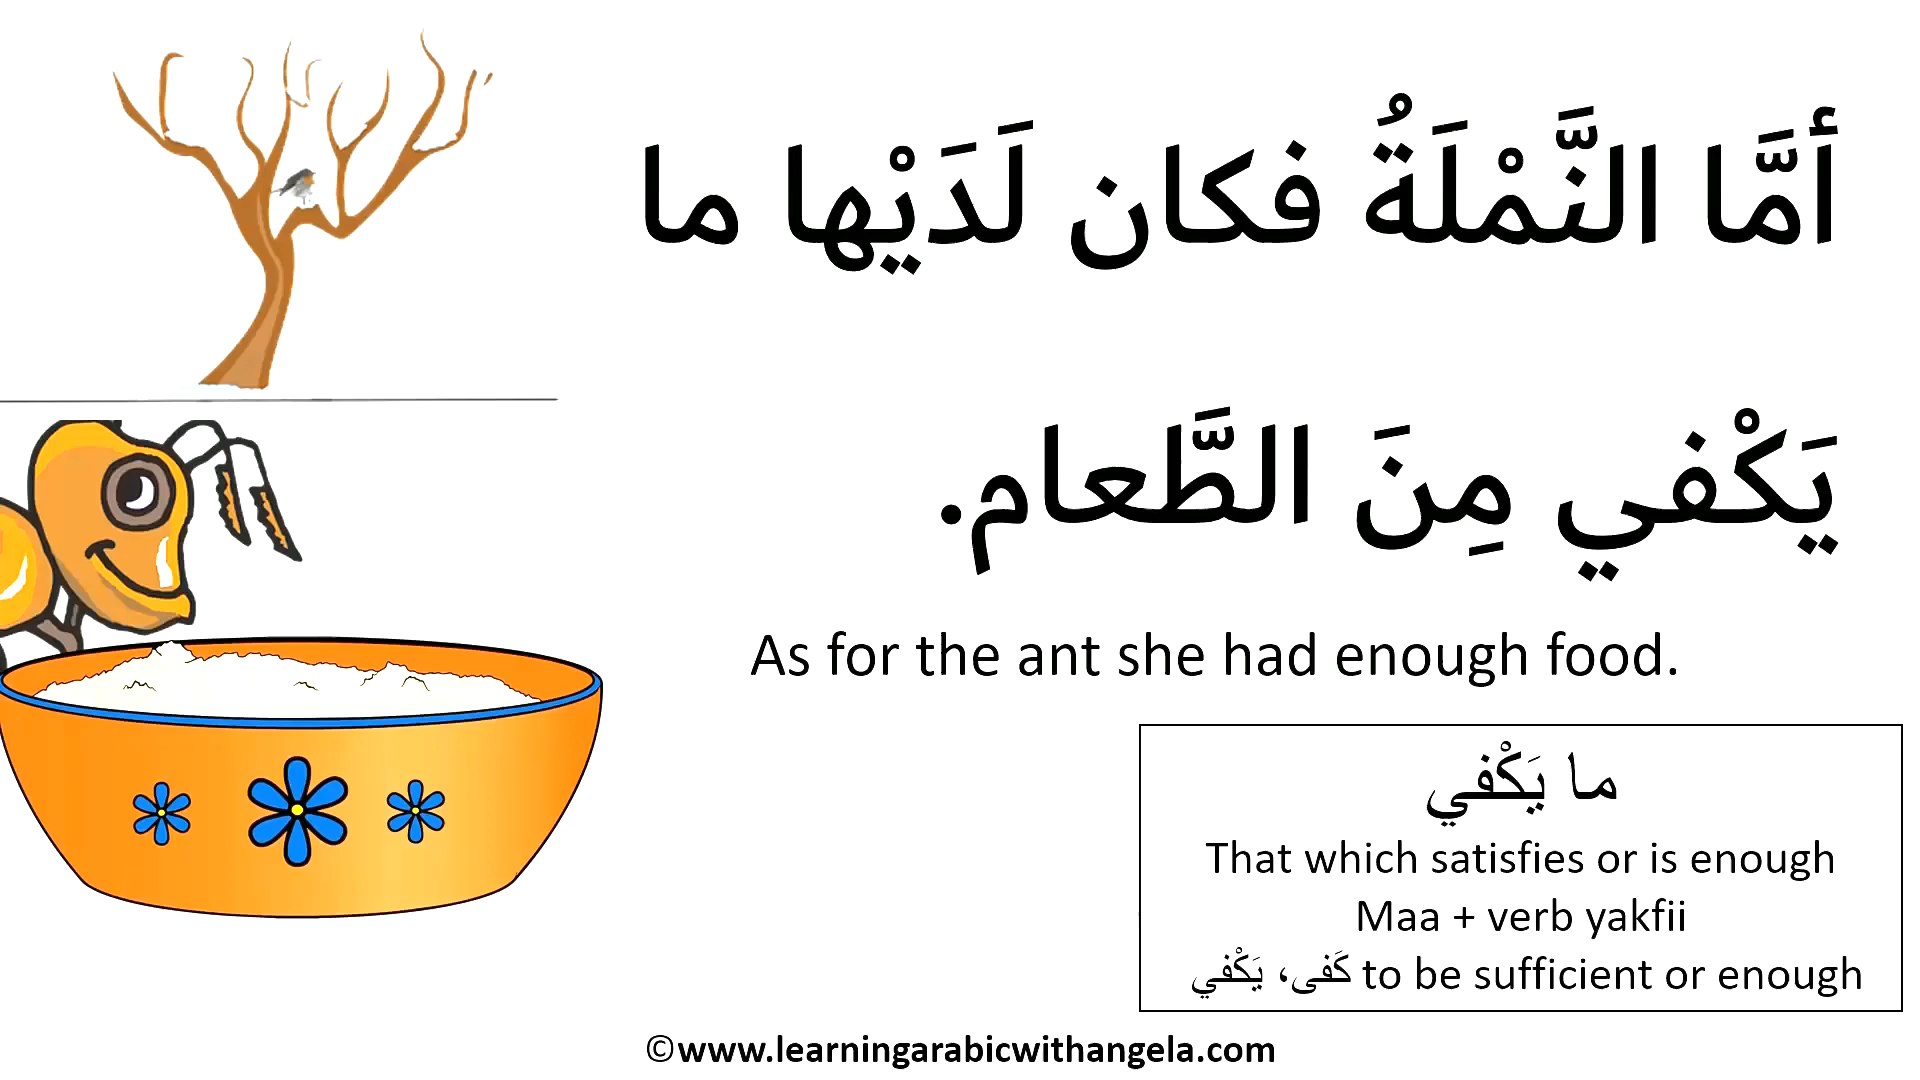 أمَّا النَّمْلَةُ فكان لَدَيْها ما
يَكْفي مِنَ الطَّعام.
As for the ant she had enough food.
ما يَكْفي
That which satisfies or is enough
Maa + verb yakfii
كَفى، يَكْفي to be sufficient or enough
©www.learningarabicwithangela.com